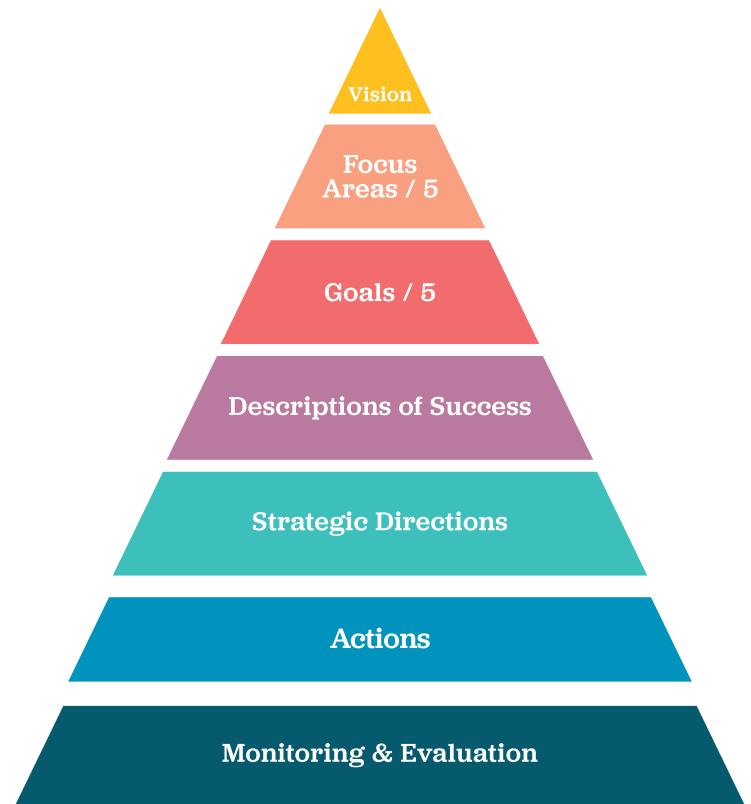 Vision
Focus
Areas / 5
Goals / 5
Descriptions of Success
Strategic Directions
Actions
Monitoring & Evaluation